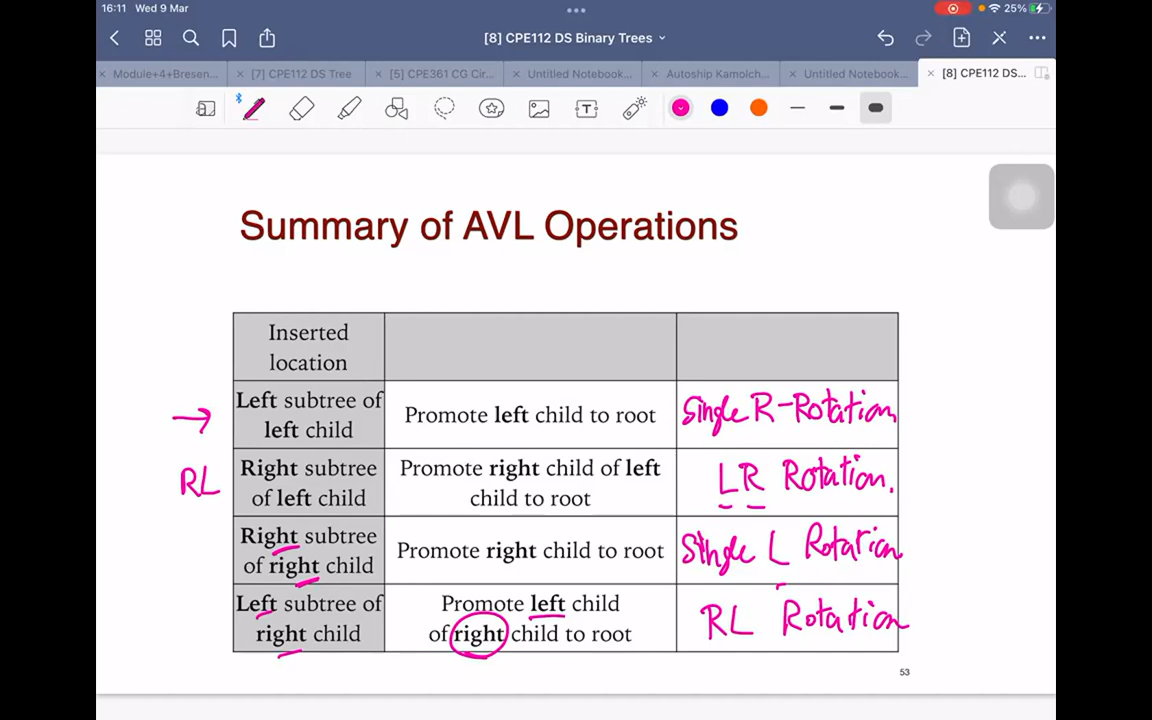 16:11 Wed 9 Mar
25%
[8] CPE112 DS Binary Trees
Module+4+Bresen...
[7] CPE112 DS Tree
[5] CPE361 CG Cir...
Untitled Notebook...
Autoship Kamolch...
Untitled Notebook...
[8] CPE112 DS...
Summary of AVL Operations
Inserted
location
Left subtree of
left child
Promote left child to root
Single R-Rotation
RL
Right subtree
of left child
Promote right child of left
child to root
LR Rotation.
Right subtree
of right child
Promote right child to root
Single L Rotation
Left subtree of
right child
Promote left child
of right child to root
RL Rotation
53